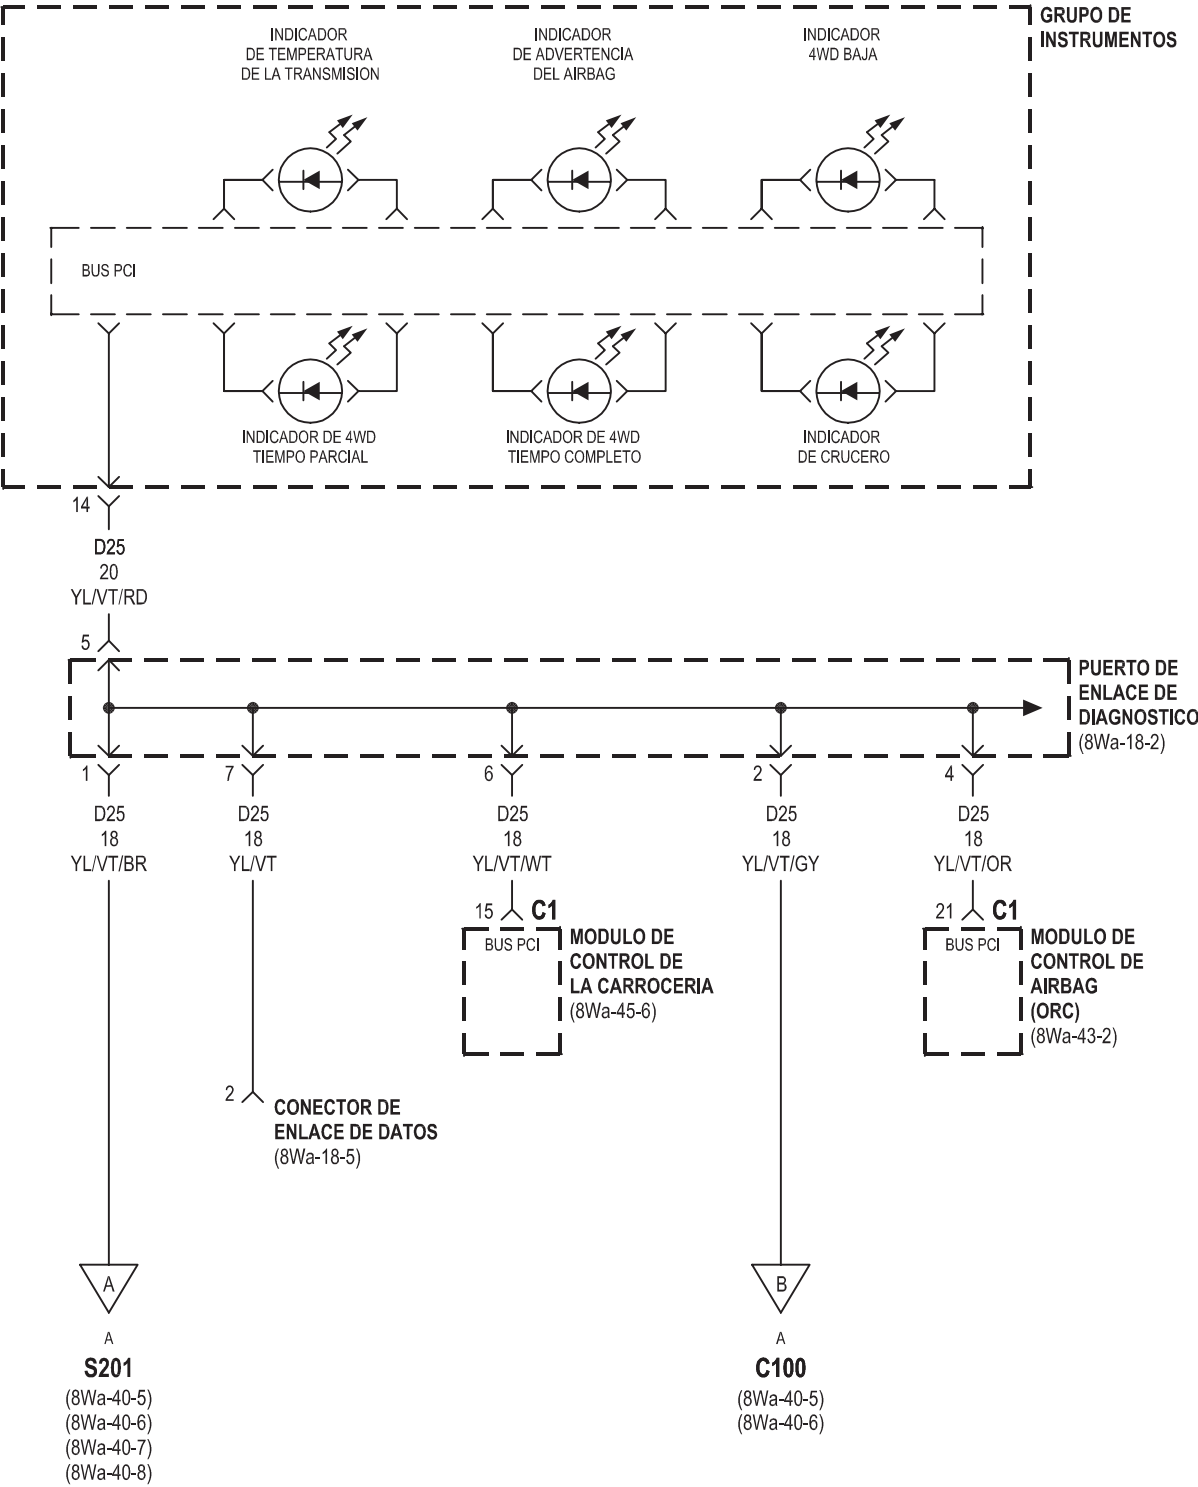 GRUPO DE
INSTRUMENTOS
INDICADOR
DE TEMPERATURA
DE LA TRANSMISION
INDICADOR
DE ADVERTENCIA
DEL AIRBAG
INDICADOR
4WD BAJA
BUS PCI
INDICADOR DE 4WD
TIEMPO PARCIAL
INDICADOR DE 4WD
TIEMPO COMPLETO
INDICADOR
DE CRUCERO
14
D25
20
YL/VT/RD
5
PUERTO DE
ENLACE DE
DIAGNOSTICO
(8Wa-18-2)
1
D25
18
YL/VT/BR
7
D25
18
YL/VT
6
D25
18
YL/VT/WT
2
D25
18
YL/VT/GY
4
D25
18
YL/VT/OR
15 C1
BUS PCI
MODULO DE
CONTROL DE
LA CARROCERIA
(8Wa-45-6)
21 C1
BUS PCI
MODULO DE
CONTROL DE
AIRBAG
(ORC)
(8Wa-43-2)
2
CONECTOR DE
ENLACE DE DATOS
(8Wa-18-5)
A
A
S201
(8Wa-40-5)
(8Wa-40-6)
(8Wa-40-7)
(8Wa-40-8)
B
A
C100
(8Wa-40-5)
(8Wa-40-6)